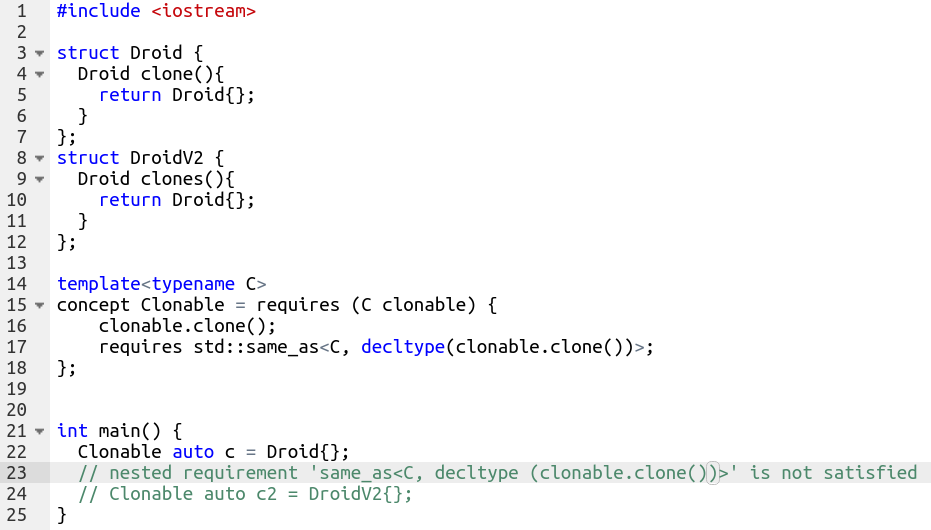 1 #include <iostream>
2
3 struct Droid {
4   Droid clone(){
5     return Droid{};
6   }
7 };
8 struct DroidV2 {
9   Droid clones(){
10     return Droid{};
11   }
12 };
13
14 template<typename C>
15 concept Clonable = requires (C clonable) {
16     clonable.clone();
17     requires std::same_as<C, decltype(clonable.clone())>;
18 };
19
20
21 int main() {
22   Clonable auto c = Droid{};
23   // nested requirement 'same_as<C, decltype (clonable.clone())>' is not satisfied
24   // Clonable auto c2 = DroidV2{};
25 }